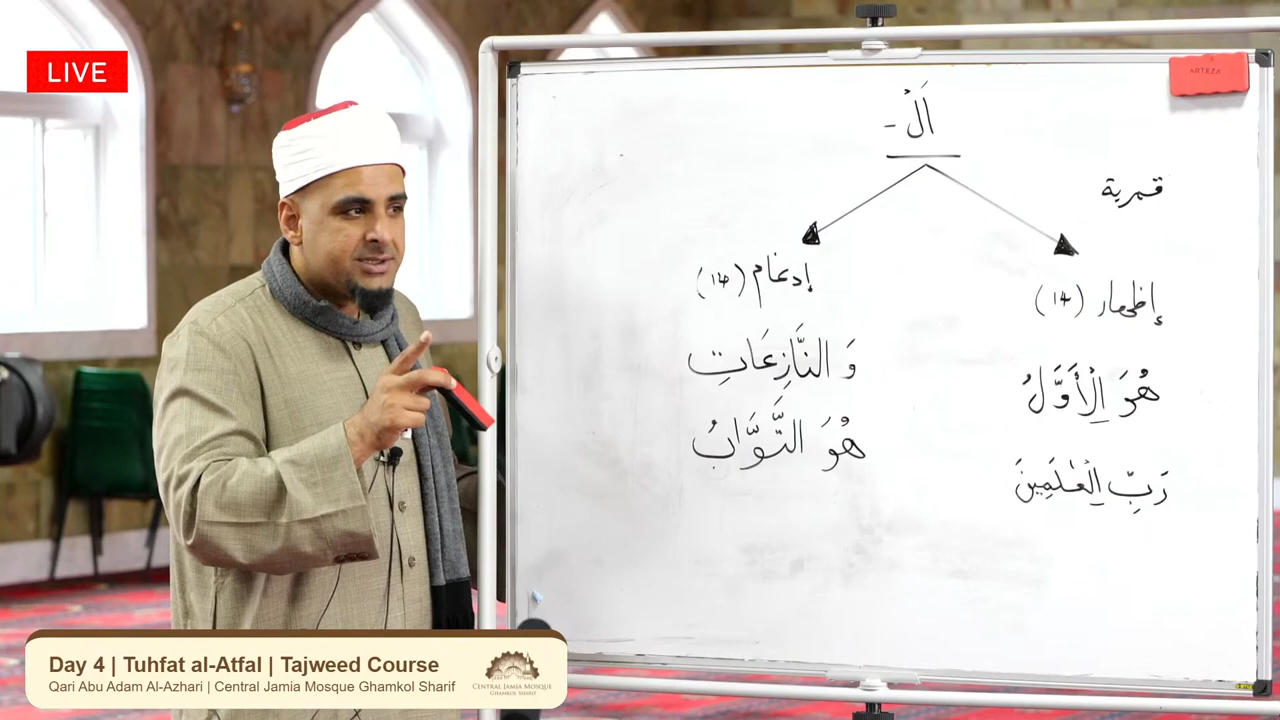 LIVE
ARTEZA
اَلْ -
قمرية
إظهار (١٤)
هُوَ الْأَوَّلُ
رَبِّ الْعَٰلَمِينَ
إدغام (١٤)
وَ النَّازِعَاتِ
هُوَ التَّوَّابُ
Day 4 | Tuhfat al-Atfal | Tajweed Course
Qari Abu Adam Al-Azhari | Central Jamia Mosque Ghamkol Sharif
CENTRAL JAMIA MOSQUE
GHAMKOL SHARIF